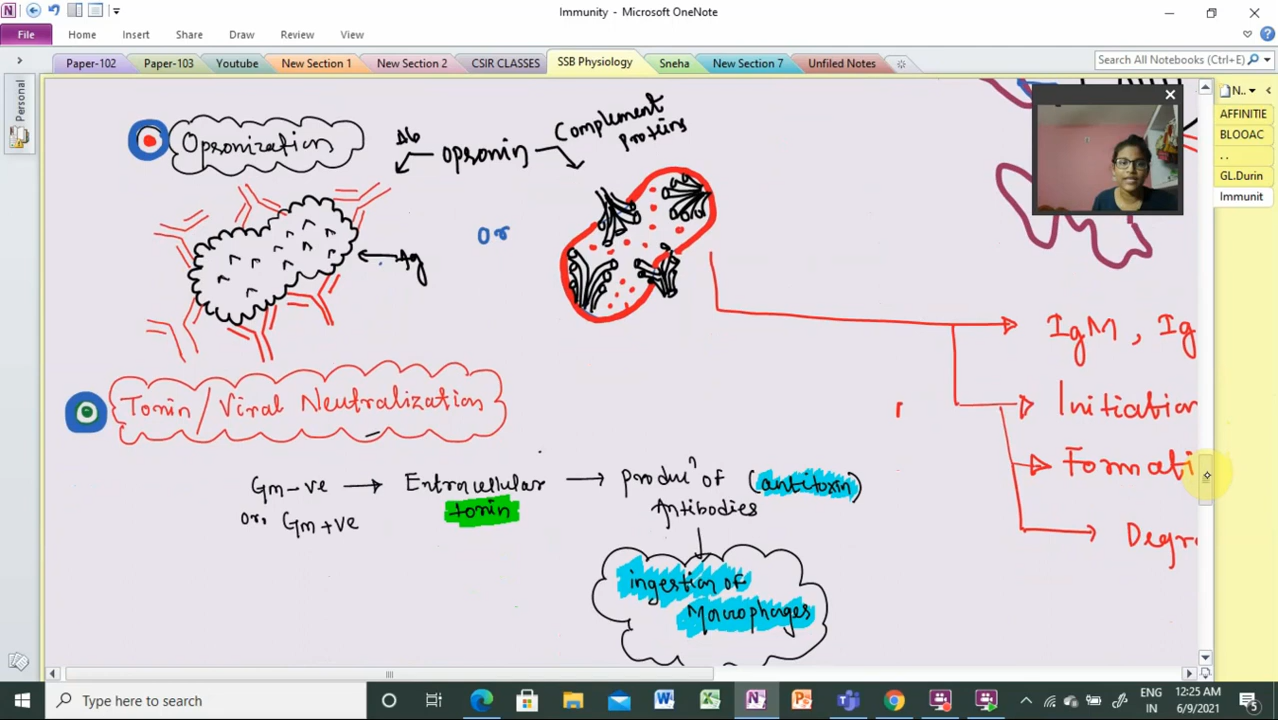 Immunity - Microsoft OneNote
File Home Insert Share Draw Review View
Paper-102 Paper-103 Youtube New Section 1 New Section 2 CSIR CLASSES SSB Physiology Sneha New Section 7 Unfiled Notes Search All Notebooks (Ctrl+E)
Personal
N..
AFFINITIE
BLOOAC
. .
GL.Durin
Immunit
Opsonization
Ab opsonin Complement
Proteins
or
Ag
IgM, Ig
Toxin/Viral Neutralization
Initiation
Formati
Gm-ve → Extracellular → producⁿ of (antitoxin)
or, Gm+ve toxin Antibodies
Degr
ingestion of
Macrophages
Type here to search
ENG 12:25 AM
IN 6/9/2021
5